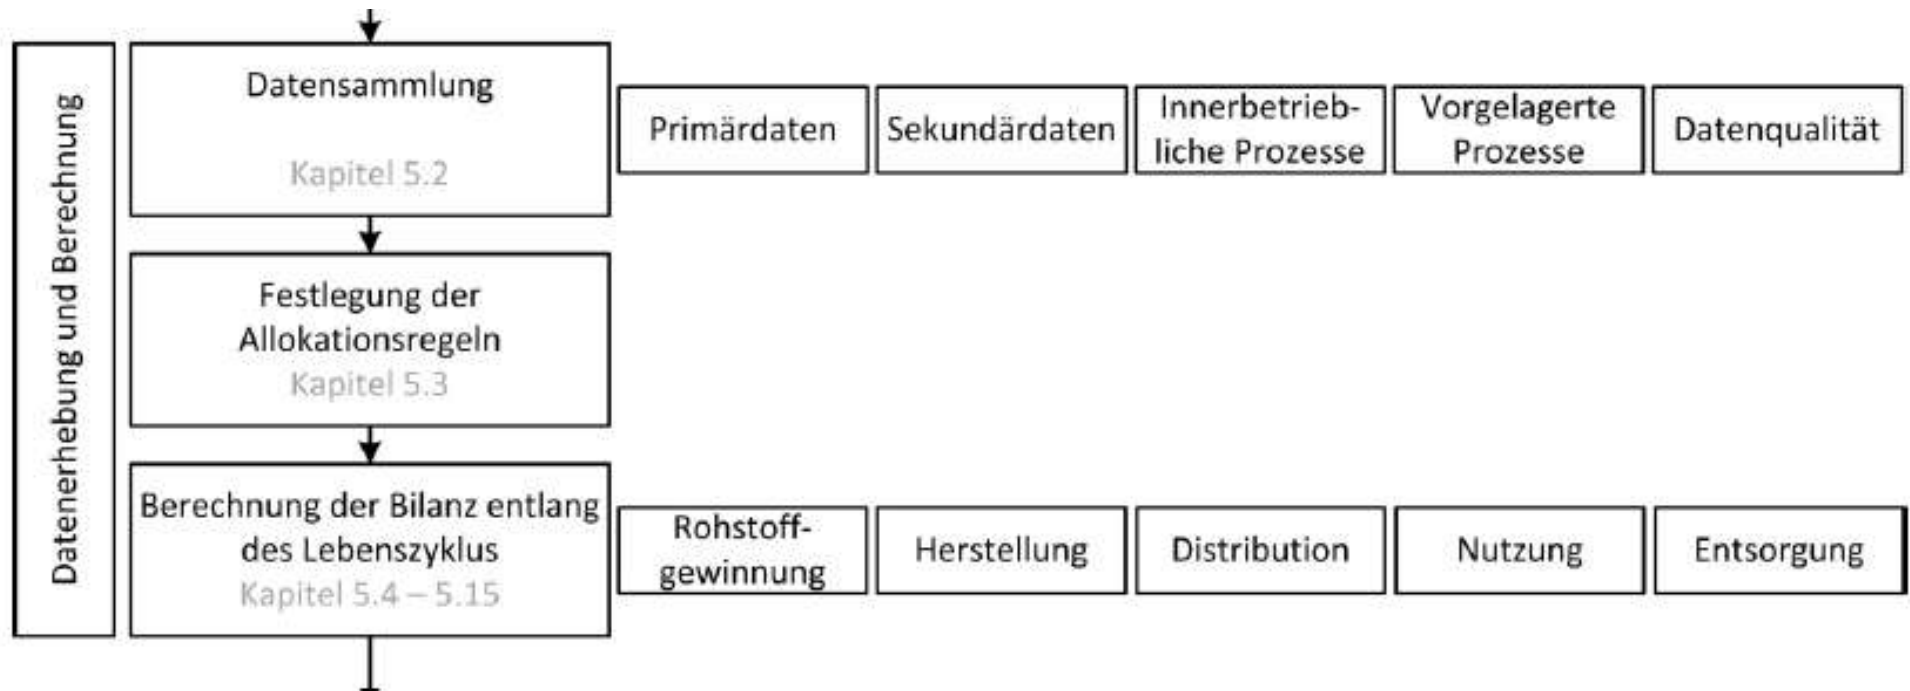 Datenerhebung und Berechnung
Datensammlung
Kapitel 5.2
Primärdaten
Sekundärdaten
Innerbetrieb-
liche Prozesse
Vorgelagerte
Prozesse
Datenqualität
Festlegung der
Allokationsregeln
Kapitel 5.3
Berechnung der Bilanz entlang
des Lebenszyklus
Kapitel 5.4 – 5.15
Rohstoff-
gewinnung
Herstellung
Distribution
Nutzung
Entsorgung